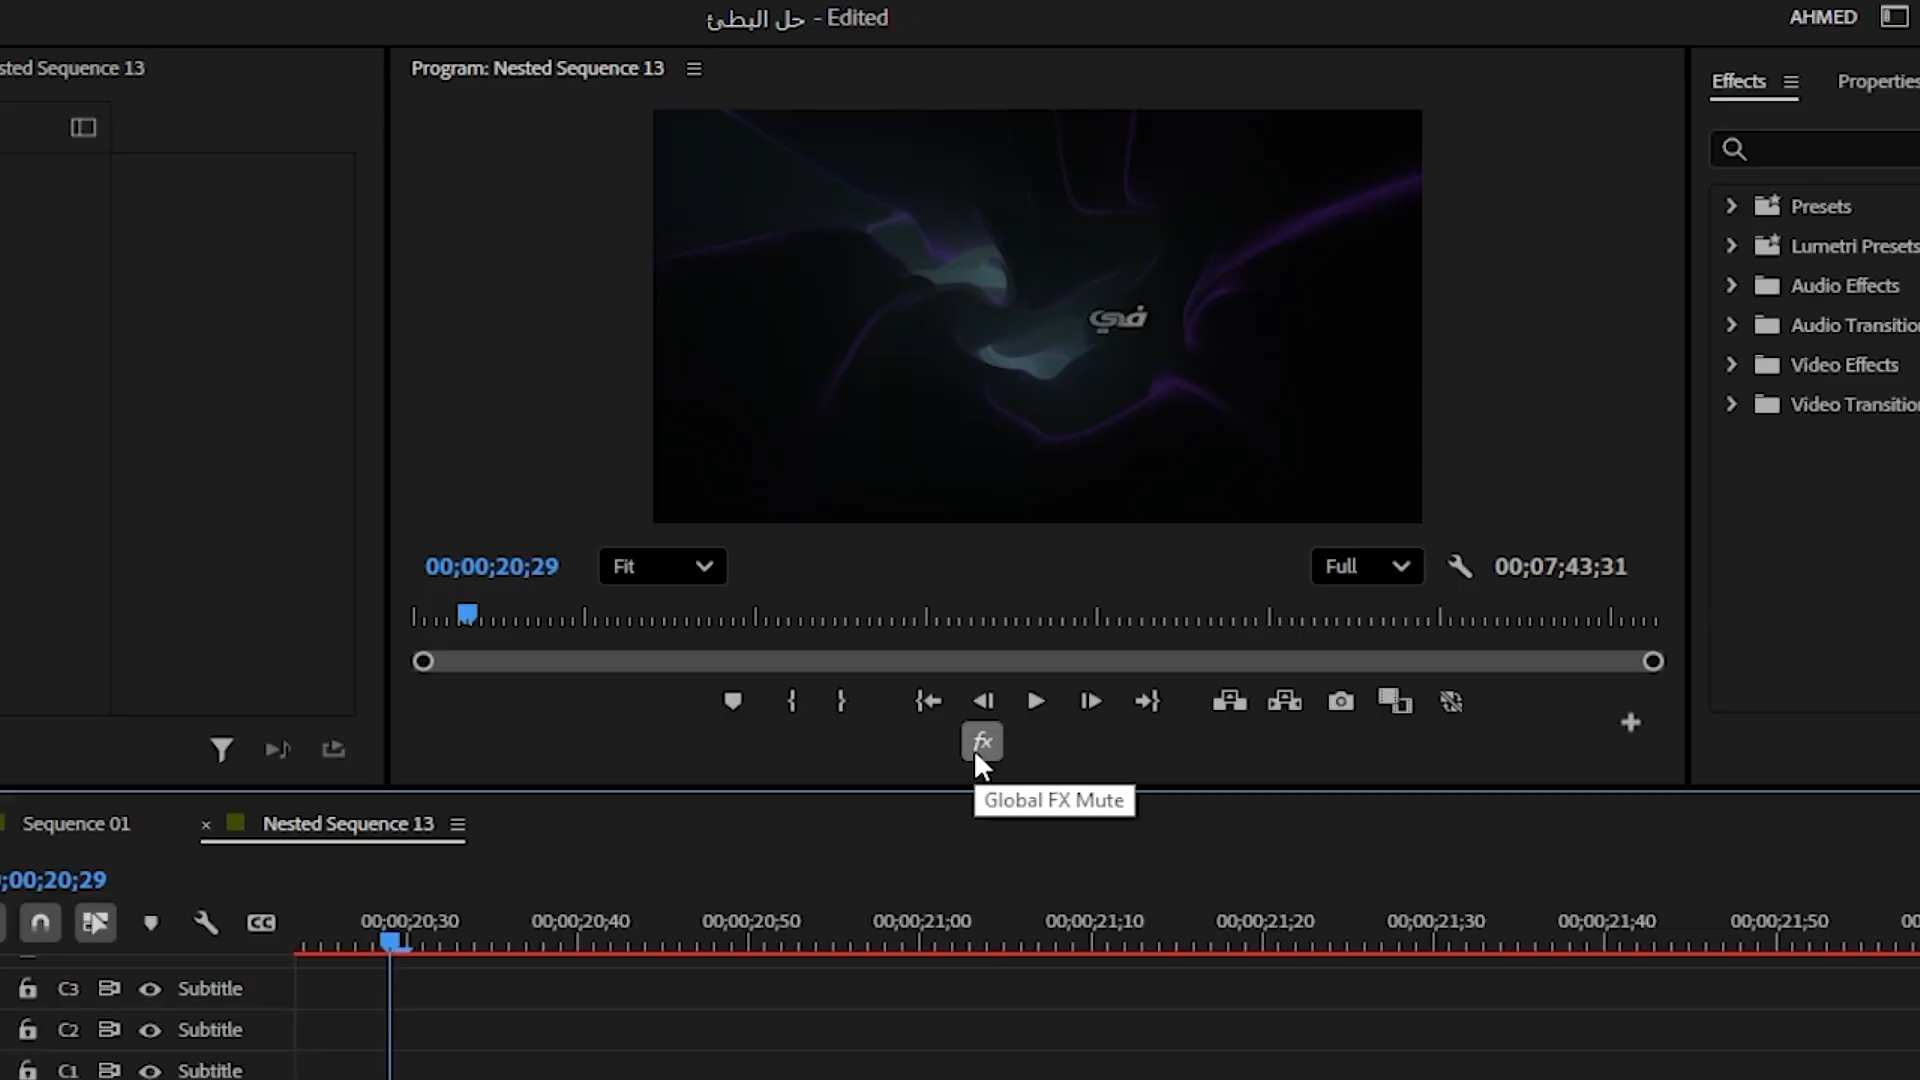 حل البطئ - Edited
AHMED
sted Sequence 13
Program: Nested Sequence 13
Effects
Properties
Presets
Lumetri Presets
Audio Effects
Audio Transitio
Video Effects
Video Transitio
في
00;00;20;29
Fit
Full
00;07;43;31
fx
Global FX Mute
Sequence 01
× Nested Sequence 13
;00;20;29
CC
00;00;20;30 00;00;20;40 00;00;20;50 00;00;21;00 00;00;21;10 00;00;21;20 00;00;21;30 00;00;21;40 00;00;21;50 00
C3 Subtitle
C2 Subtitle
C1 Subtitle